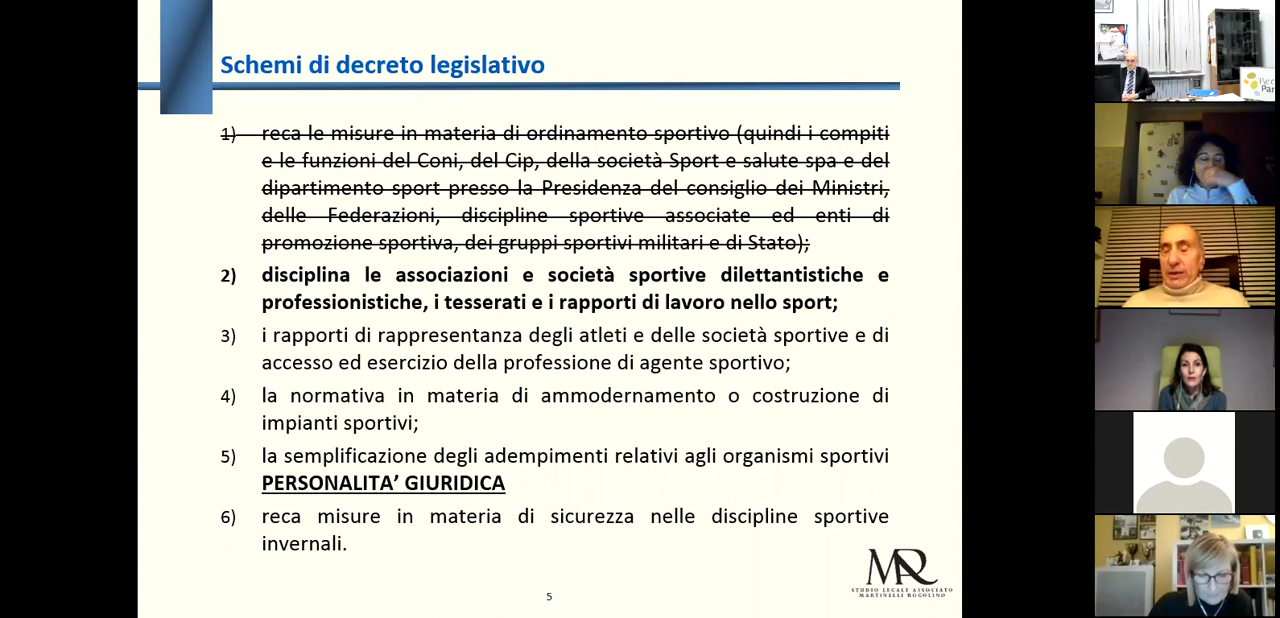 Schemi di decreto legislativo
1) reca le misure in materia di ordinamento sportivo (quindi i compiti
e le funzioni del Coni, del Cip, della società Sport e salute spa e del
dipartimento sport presso la Presidenza del consiglio dei Ministri,
delle Federazioni, discipline sportive associate ed enti di
promozione sportiva, dei gruppi sportivi militari e di Stato);
2) disciplina le associazioni e società sportive dilettantistiche e
professionistiche, i tesserati e i rapporti di lavoro nello sport;
3) i rapporti di rappresentanza degli atleti e delle società sportive e di
accesso ed esercizio della professione di agente sportivo;
4) la normativa in materia di ammodernamento o costruzione di
impianti sportivi;
5) la semplificazione degli adempimenti relativi agli organismi sportivi
PERSONALITA’ GIURIDICA
6) reca misure in materia di sicurezza nelle discipline sportive
invernali.
MR
STUDIO LEGALE ASSOCIATO
MARTINELLI ROGOLINO
5